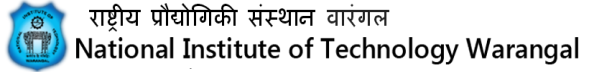 राष्ट्रीय प्रौद्योगिकी संस्थान वारंगल
National Institute of Technology Warangal